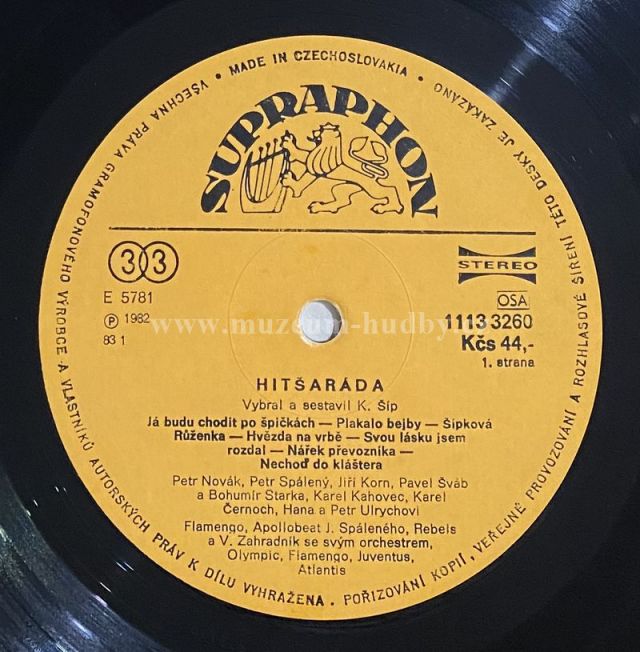 VŠECHNA PRÁVA GRAMOFONOVÉHO VÝROBCE A VLASTNÍKŮ AUTORSKÝCH PRÁV K DÍLU VYHRAŽENA. POŘIZOVÁNÍ KOPIÍ, VEŘEJNÉ PROVOZOVÁNÍ A ROZHLASOVÉ ŠÍŘENÍ TÉTO DESKY JE ZAKÁZÁNO • MADE IN CZECHOSLOVAKIA •
SUPRAPHON
33
STEREO
E 5781
OSA
℗ 1982
1113 3260
83 1
Kčs 44,-
1. strana
HITŠARÁDA
Vybral a sestavil K. Šíp
Já budu chodit po špičkách — Plakalo bejby — Šípková
Růženka — Hvězda na vrbě — Svou lásku jsem
rozdal — Nářek převozníka —
Nechoď do kláštera
Petr Novák, Petr Spálený, Jiří Korn, Pavel Šváb
a Bohumír Starka, Karel Kahovec, Karel
Černoch, Hana a Petr Ulrychovi
Flamengo, Apollobeat J. Spáleného, Rebels
a V. Zahradník se svým orchestrem,
Olympic, Flamengo, Juventus,
Atlantis